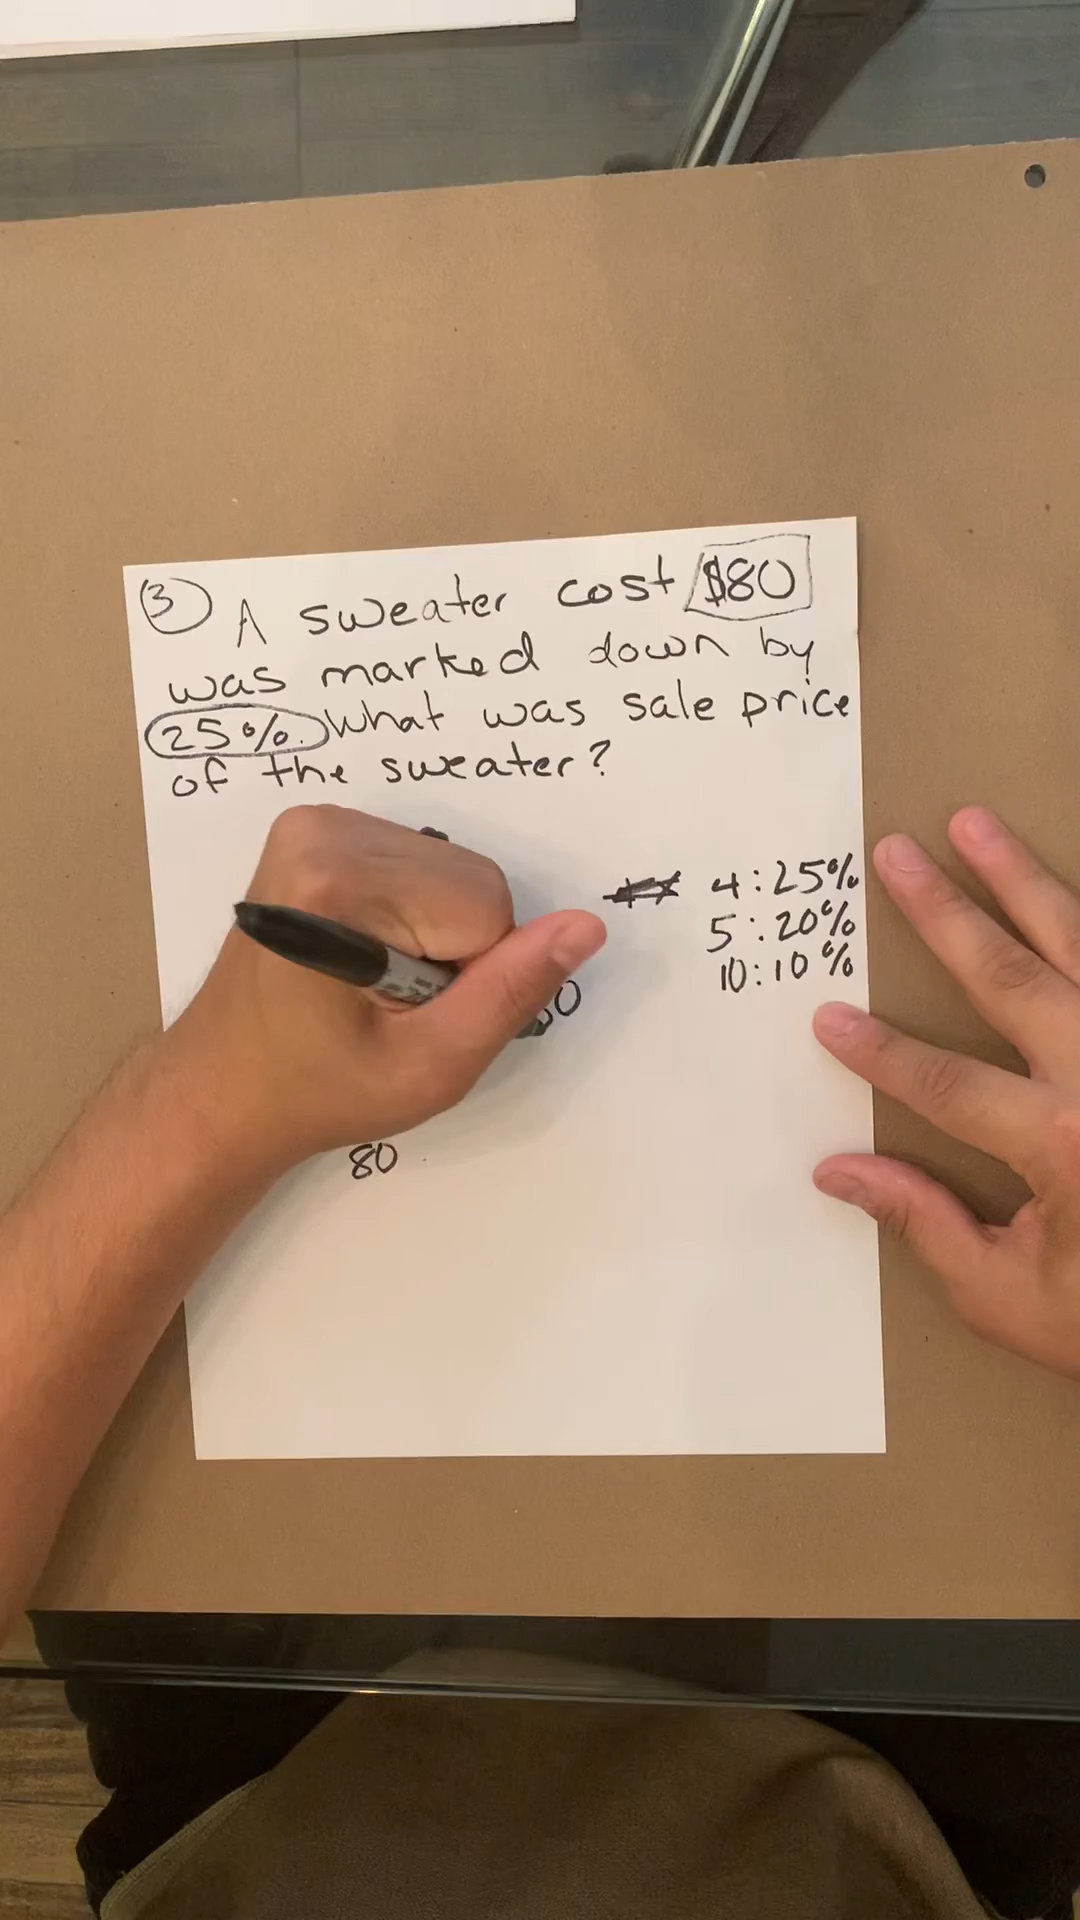 3 A sweater cost $80
was marked down by
25%. What was sale price
of the sweater?
4:25%
5:20%
10:10%
80